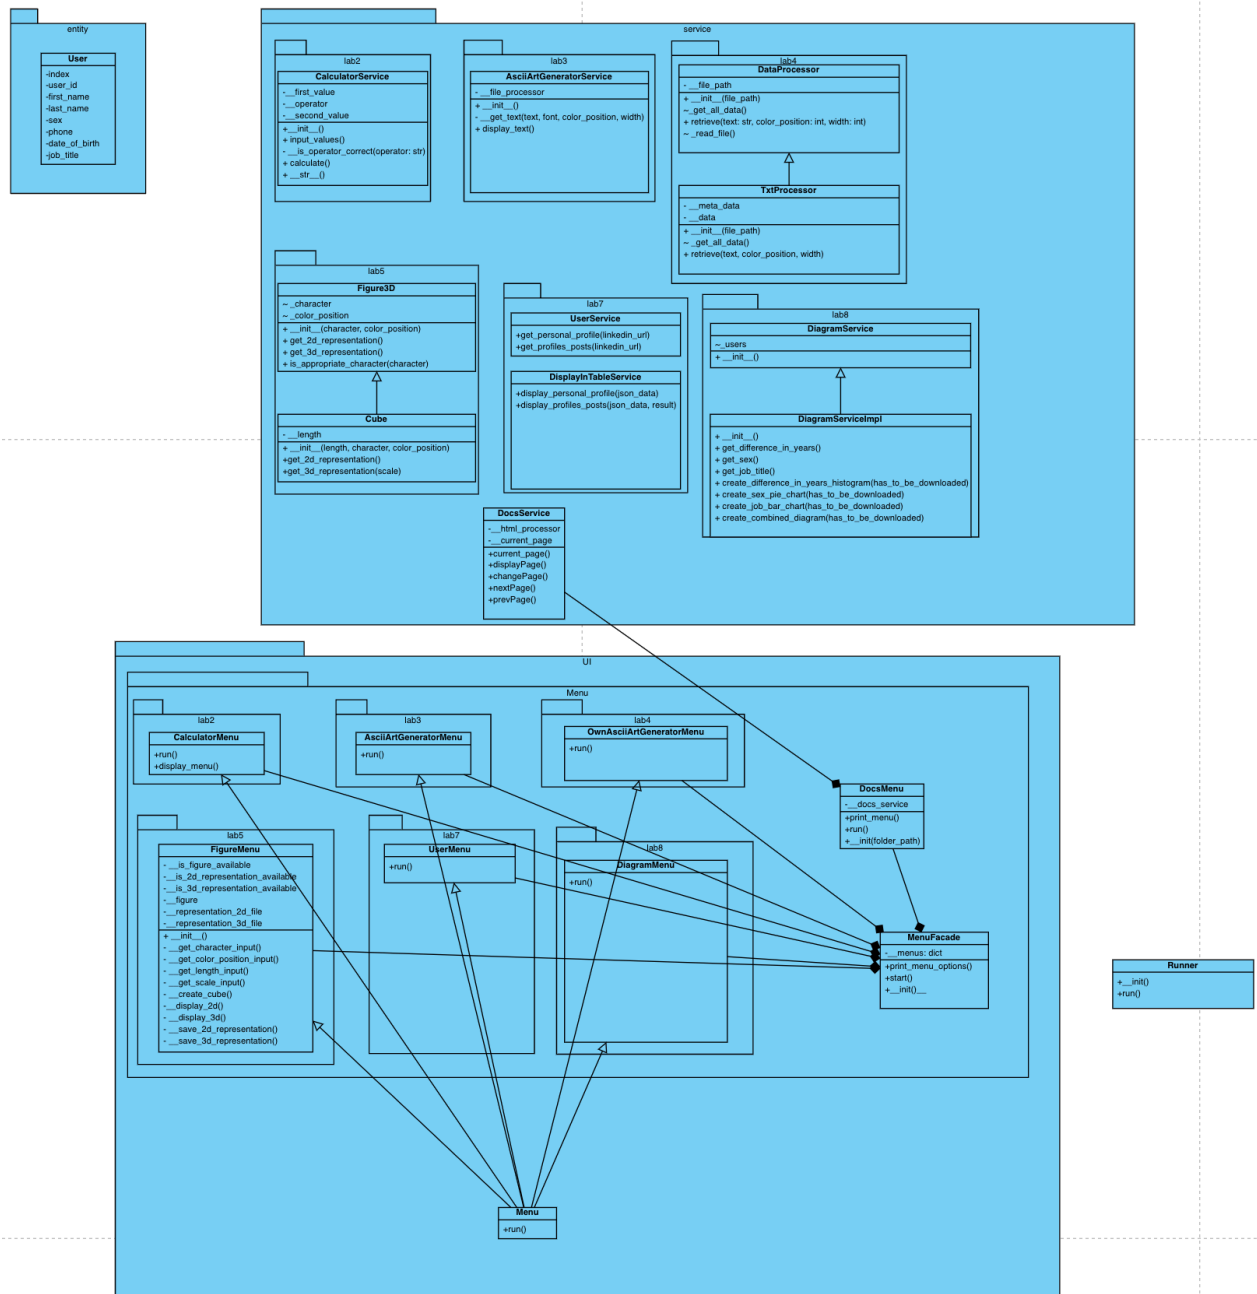 entity
User
-index
-user_id
-first_name
-last_name
-sex
-phone
-date_of_birth
-job_title
service
lab2
CalculatorService
-__first_value
-__operator
-__second_value
+__init__()
+ input_values()
- __is_operator_correct(operator: str)
+ calculate()
+ __str__()
lab3
AsciiArtGeneratorService
- __file_processor
+ __init__()
- __get_text(text, font, color_position, width)
+ display_text()
lab4
DataProcessor
- __file_path
+ __init__(file_path)
~_get_all_data()
+ retrieve(text: str, color_position: int, width: int)
~ _read_file()
TxtProcessor
- __meta_data
- __data
+ __init__(file_path)
~ _get_all_data()
+ retrieve(text, color_position, width)
lab5
Figure3D
~ _character
~ _color_position
+ __init__(character, color_position)
+ get_2d_representation()
+ get_3d_representation()
+ is_appropriate_character(character)
Cube
- __length
+ __init__(length, character, color_position)
+get_2d_representation()
+get_3d_representation(scale)
lab7
UserService
+get_personal_profile(linkedin_url)
+get_profiles_posts(linkedin_url)
DisplayInTableService
+display_personal_profile(json_data)
+display_profiles_posts(json_data, result)
lab8
DiagramService
~_users
+ __init__()
DiagramServiceImpl
+ __init__()
+ get_difference_in_years()
+ get_sex()
+ get_job_title()
+ create_difference_in_years_histogram(has_to_be_downloaded)
+ create_sex_pie_chart(has_to_be_downloaded)
+ create_job_bar_chart(has_to_be_downloaded)
+ create_combined_diagram(has_to_be_downloaded)
DocsService
-__html_processor
-__current_page
+current_page()
+displayPage()
+changePage()
+nextPage()
+prevPage()
UI
Menu
lab2
CalculatorMenu
+run()
+display_menu()
lab3
AsciiArtGeneratorMenu
+run()
lab4
OwnAsciiArtGeneratorMenu
+run()
DocsMenu
-__docs_service
+print_menu()
+run()
+__init(folder_path)
lab5
FigureMenu
- __is_figure_available
- __is_2d_representation_available
- __is_3d_representation_available
-__figure
-__representation_2d_file
-__representation_3d_file
+ __init__()
- __get_character_input()
- __get_color_position_input()
- __get_length_input()
- __get_scale_input()
- __create_cube()
-__display_2d()
- __display_3d()
- __save_2d_representation()
- __save_3d_representation()
lab7
UserMenu
+run()
lab8
DiagramMenu
+run()
MenuFacade
-__menus: dict
+print_menu_options()
+start()
+__init()__
Runner
+__init()
+run()
Menu
+run()